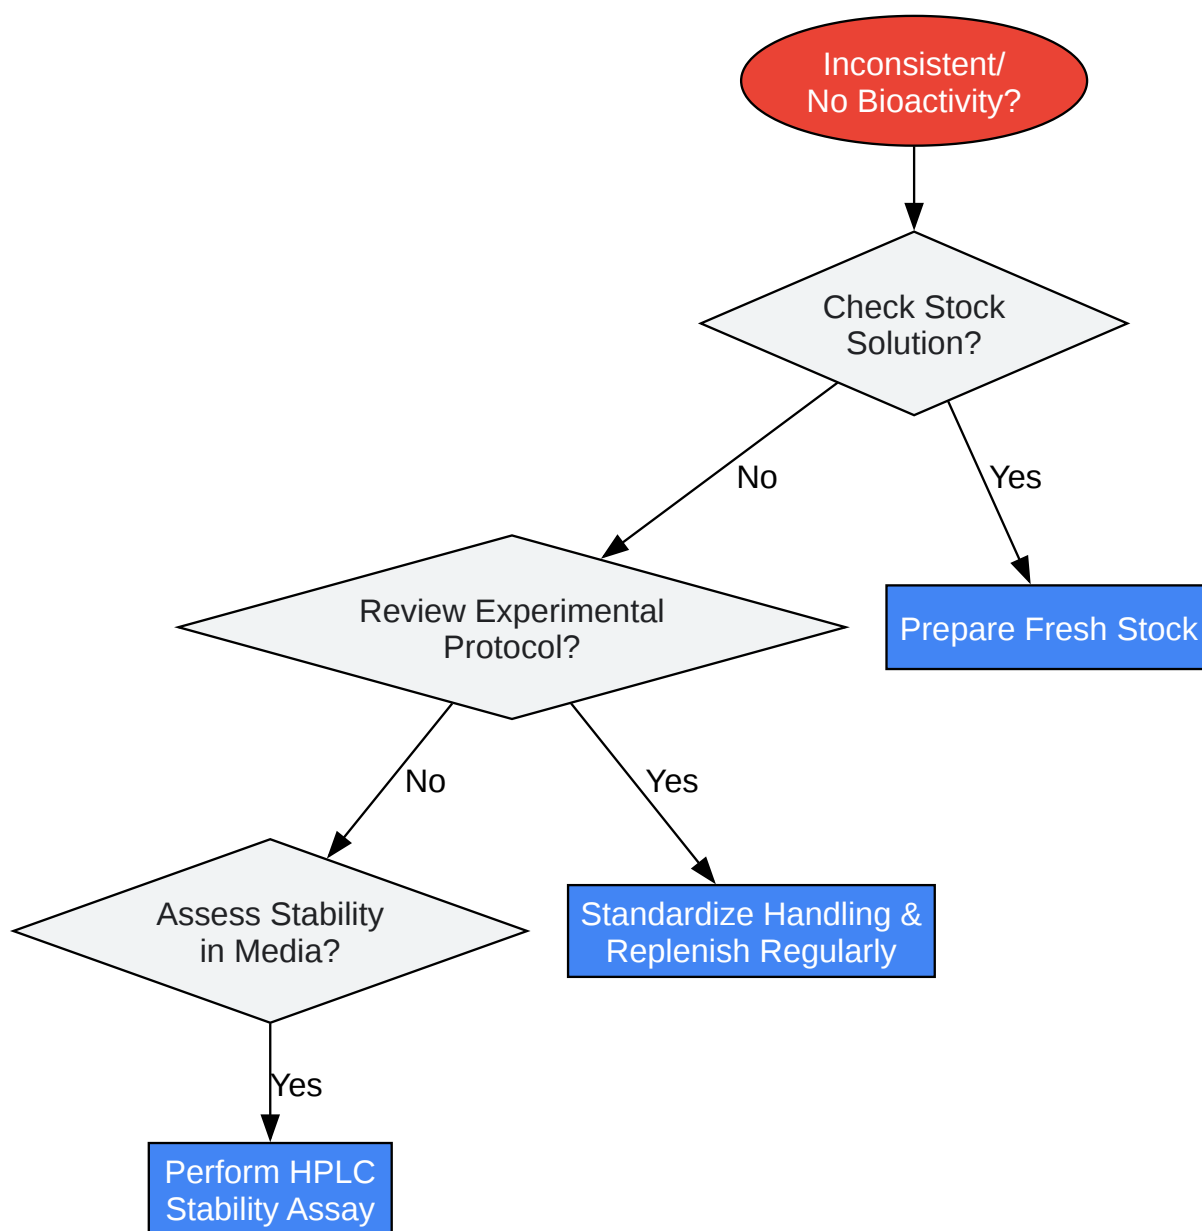 Inconsistent/
No Bioactivity?
Check Stock
Solution?
No
Yes
Review Experimental
Protocol?
Prepare Fresh Stock
No
Yes
Assess Stability
in Media?
Standardize Handling &
Replenish Regularly
Yes
Perform HPLC
Stability Assay